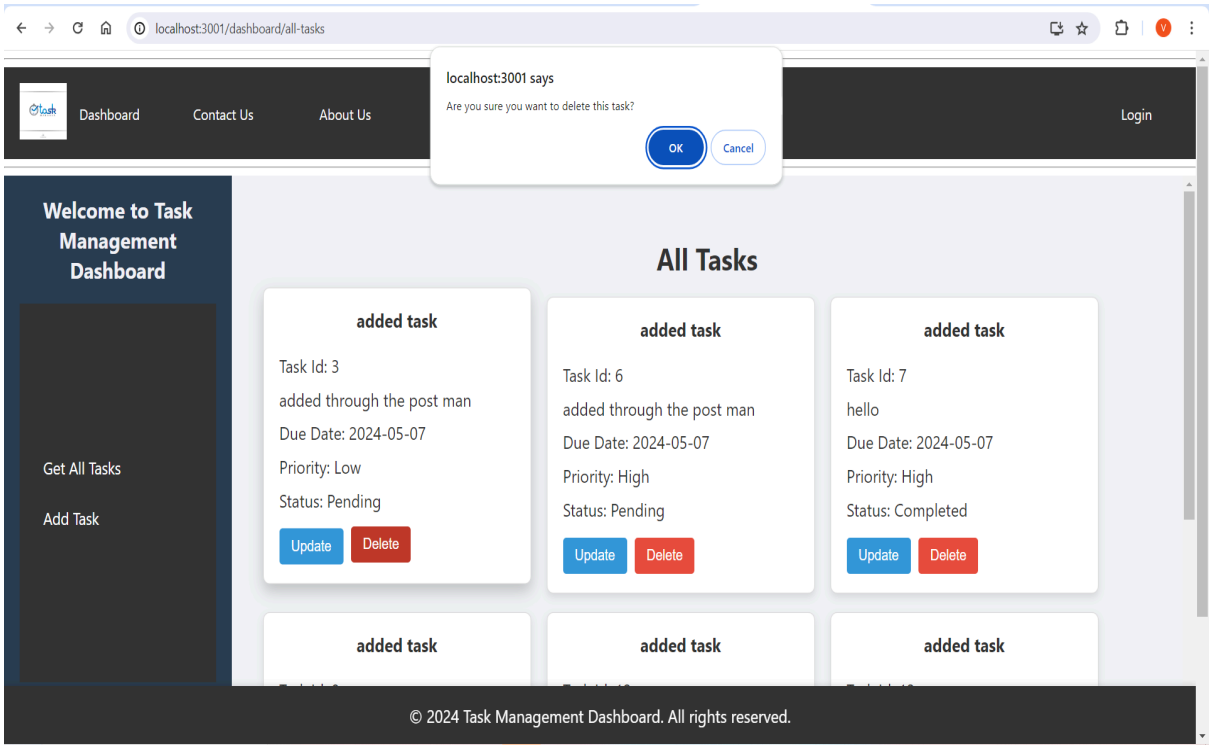 localhost:3001/dashboard/all-tasks
V
localhost:3001 says
Are you sure you want to delete this task?
OK
Cancel
task
Dashboard
Contact Us
About Us
Login
Welcome to Task
Management
Dashboard
Get All Tasks
Add Task
All Tasks
added task
Task Id: 3
added through the post man
Due Date: 2024-05-07
Priority: Low
Status: Pending
Update
Delete
added task
Task Id: 6
added through the post man
Due Date: 2024-05-07
Priority: High
Status: Pending
Update
Delete
added task
Task Id: 7
hello
Due Date: 2024-05-07
Priority: High
Status: Completed
Update
Delete
added task
added task
added task
© 2024 Task Management Dashboard. All rights reserved.